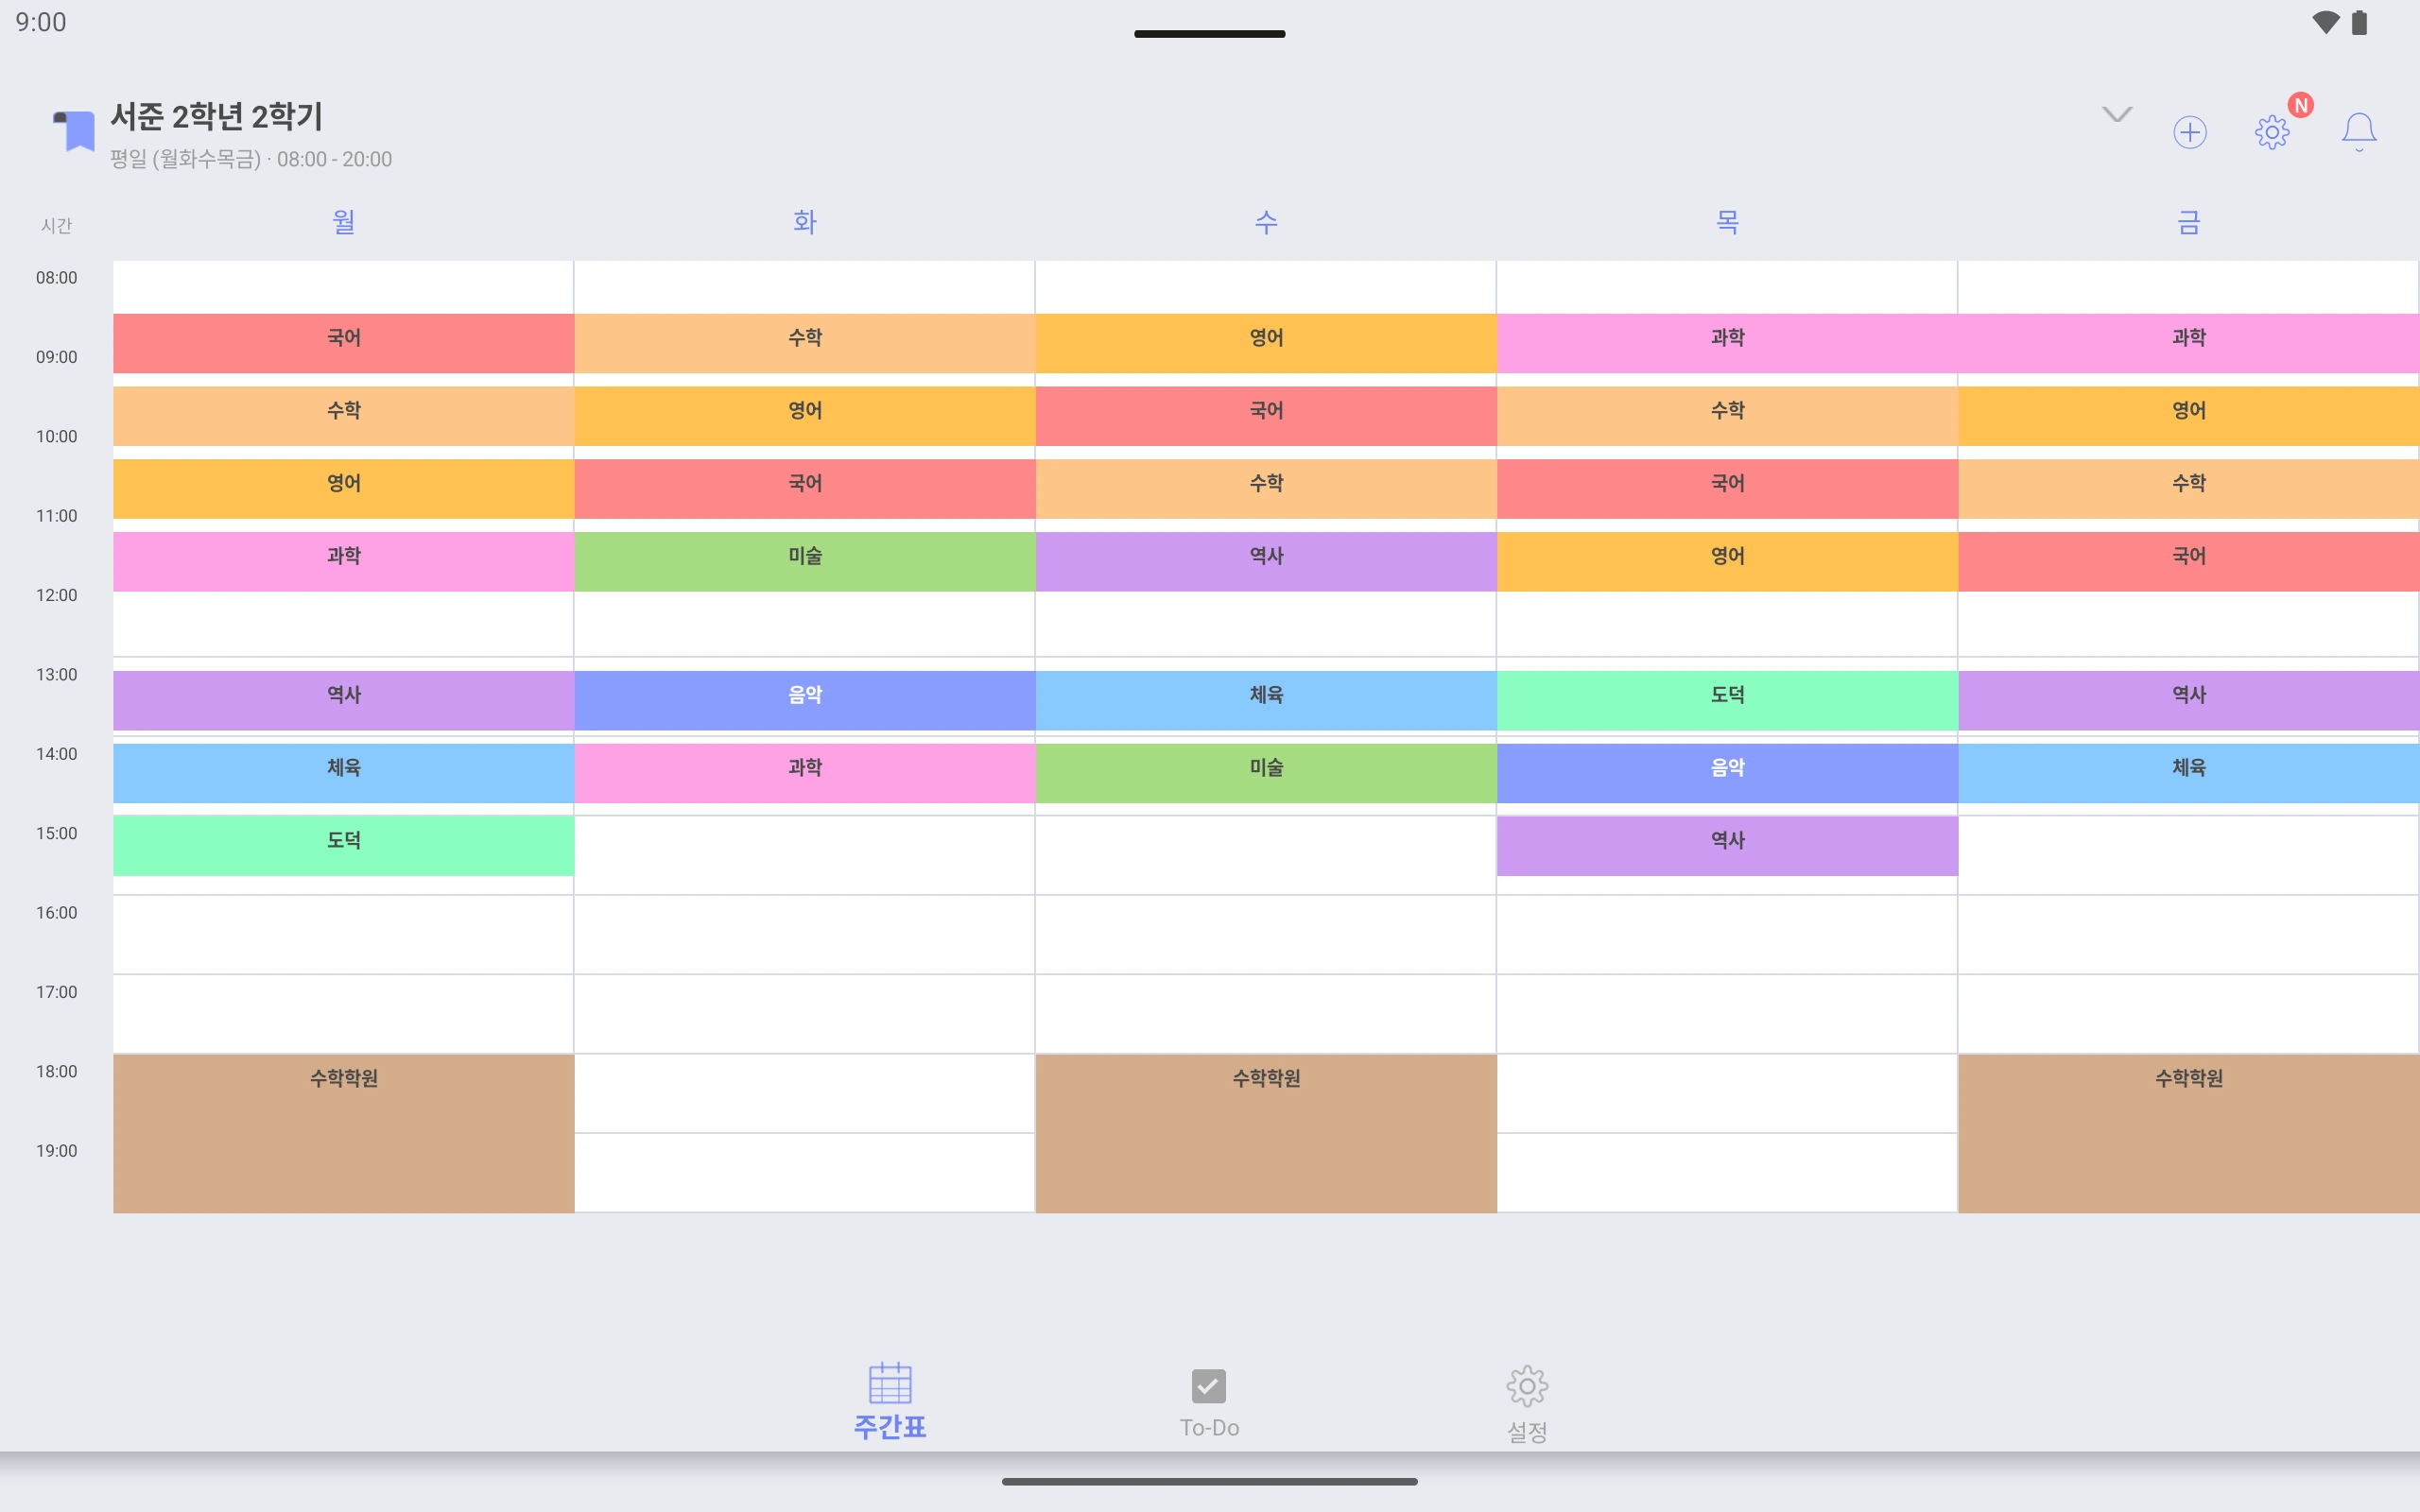 9:00
서준 2학년 2학기
평일 (월화수목금) · 08:00 - 20:00
N
시간 월 화 수 목 금
08:00
국어 수학 영어 과학 과학
09:00
수학 영어 국어 수학 영어
10:00
영어 국어 수학 국어 수학
11:00
과학 미술 역사 영어 국어
12:00
13:00
역사 음악 체육 도덕 역사
14:00
체육 과학 미술 음악 체육
15:00
도덕 역사
16:00
17:00
18:00
수학학원 수학학원 수학학원
19:00
주간표 To-Do 설정